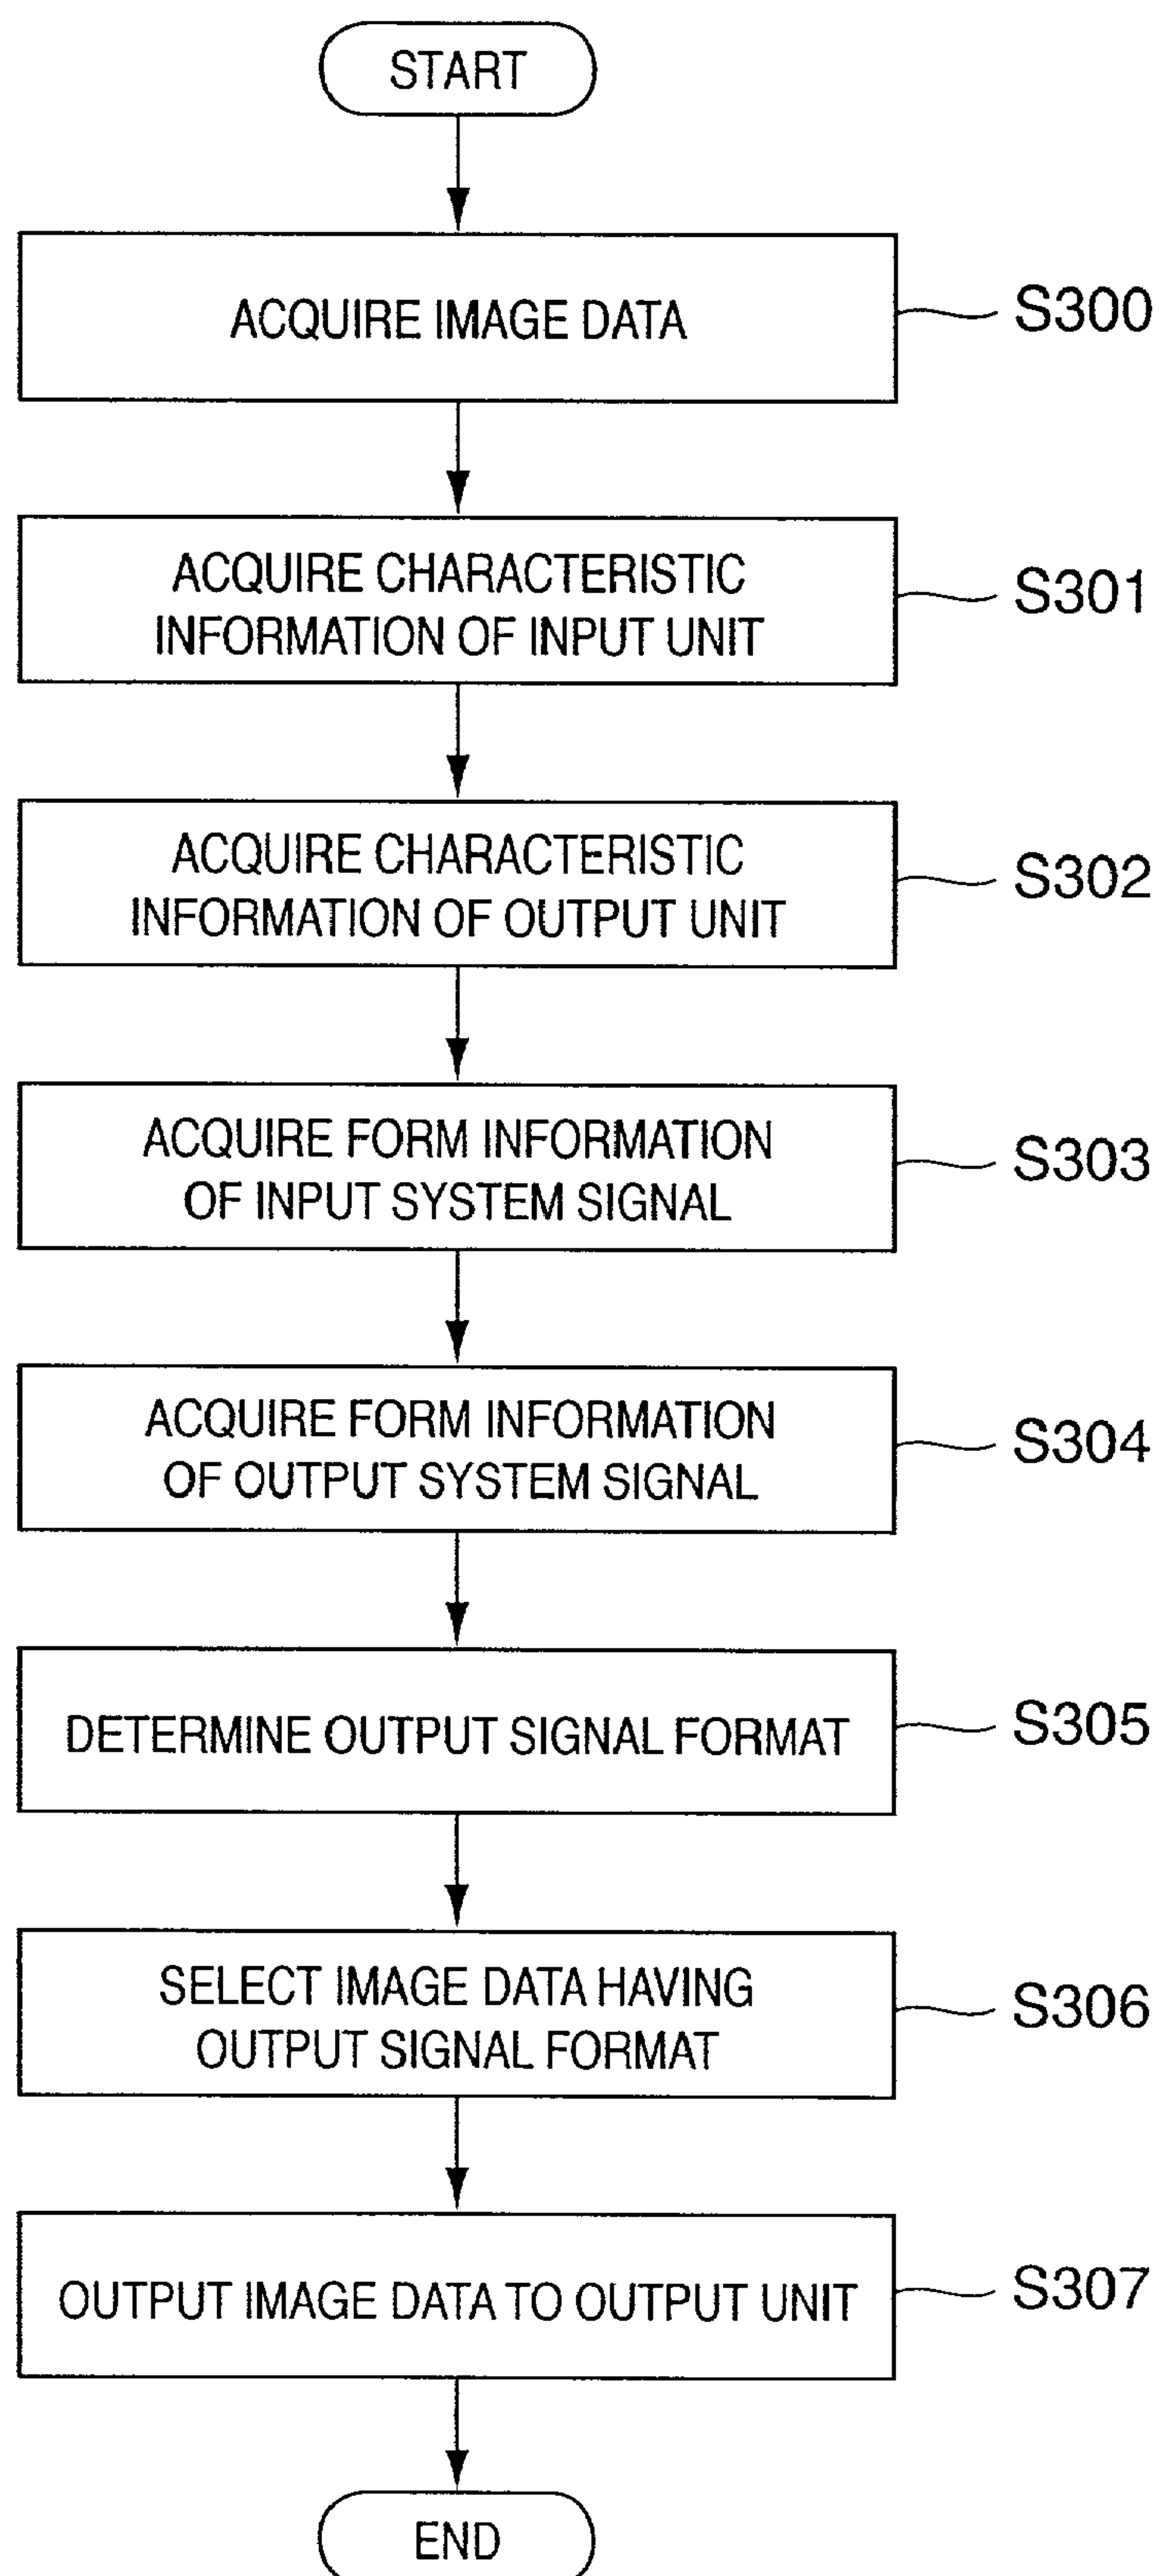 START
ACQUIRE IMAGE DATA
S300
ACQUIRE CHARACTERISTIC
INFORMATION OF INPUT UNIT
S301
ACQUIRE CHARACTERISTIC
INFORMATION OF OUTPUT UNIT
S302
ACQUIRE FORM INFORMATION
OF INPUT SYSTEM SIGNAL
S303
ACQUIRE FORM INFORMATION
OF OUTPUT SYSTEM SIGNAL
S304
DETERMINE OUTPUT SIGNAL FORMAT
S305
SELECT IMAGE DATA HAVING
OUTPUT SIGNAL FORMAT
S306
OUTPUT IMAGE DATA TO OUTPUT UNIT
S307
END